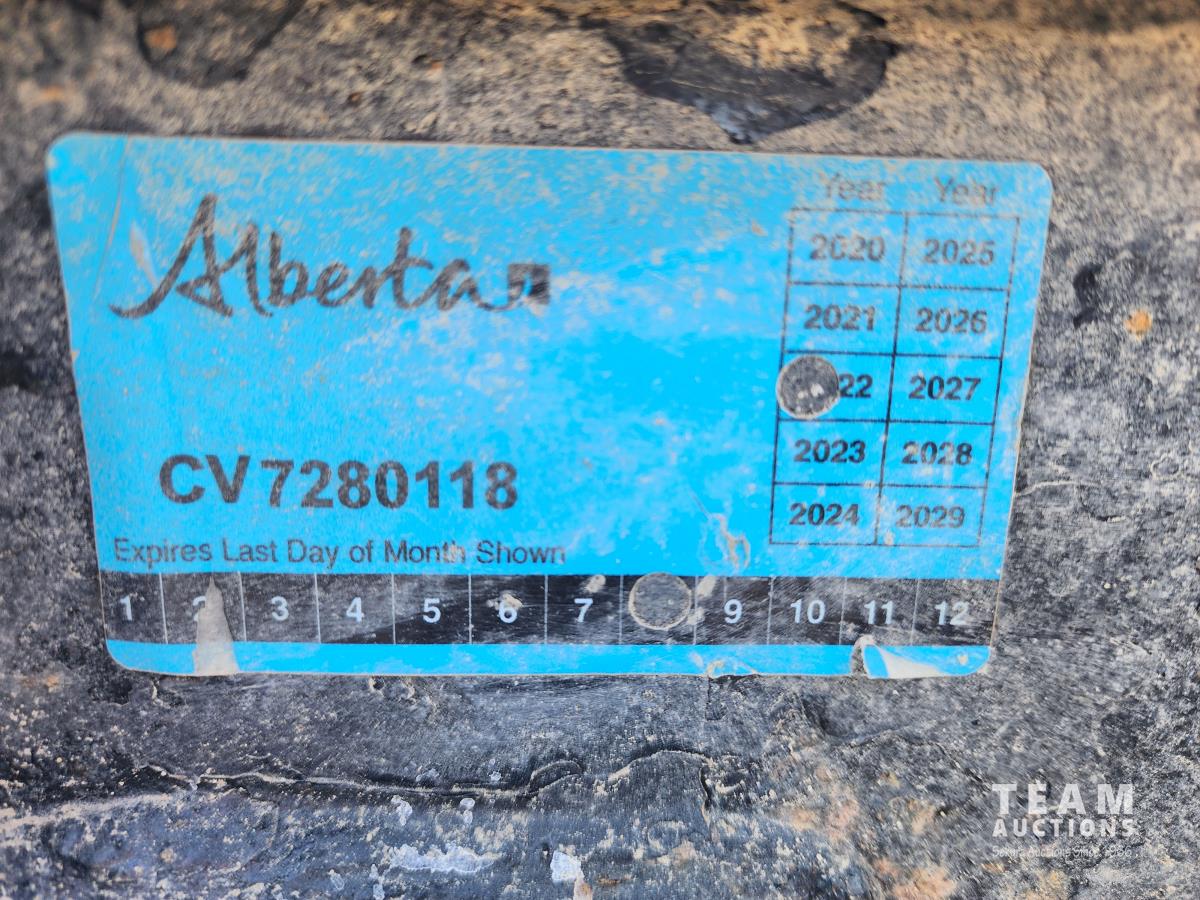 Alberta
Year Year
2020 2025
2021 2026
22 2027
2023 2028
2024 2029
CV7280118
Expires Last Day of Month Shown
1 2 3 4 5 6 7 9 10 11 12
TEAM
AUCTIONS